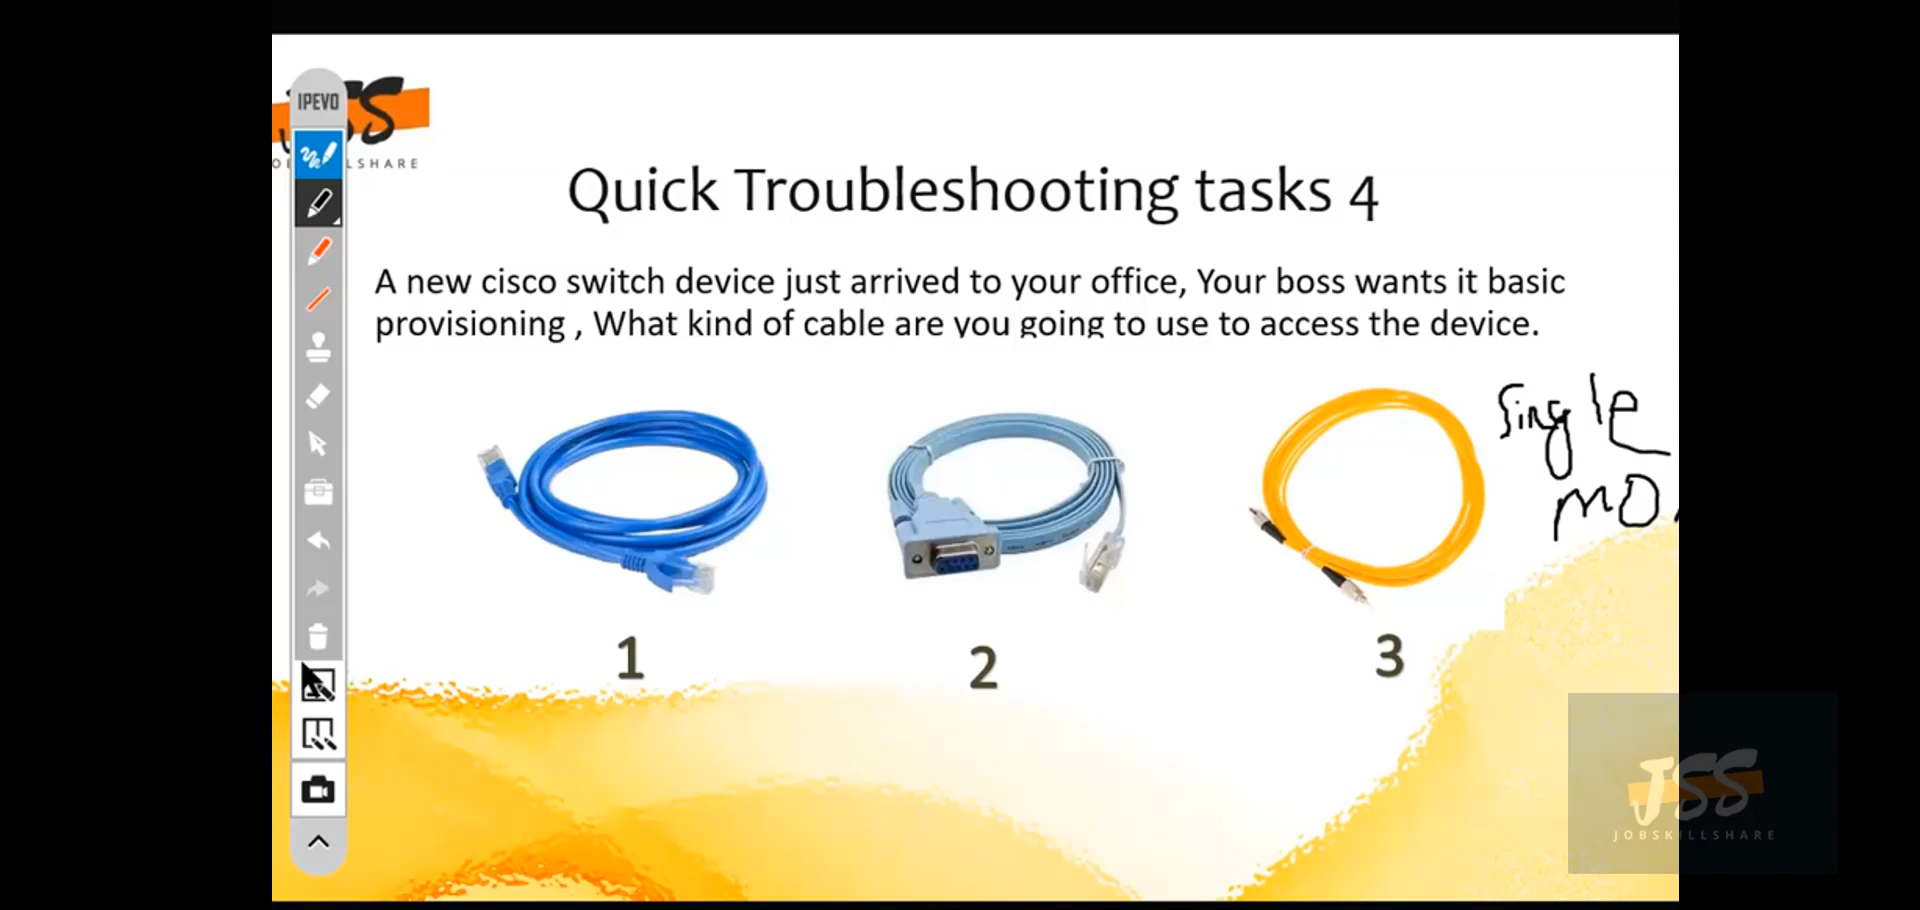 IPEVO
JSS
LSHARE
Quick Troubleshooting tasks 4
A new cisco switch device just arrived to your office, Your boss wants it basic
provisioning , What kind of cable are you going to use to access the device.
Single
mo
1
2
3
JSS
JOBSKILLSHARE